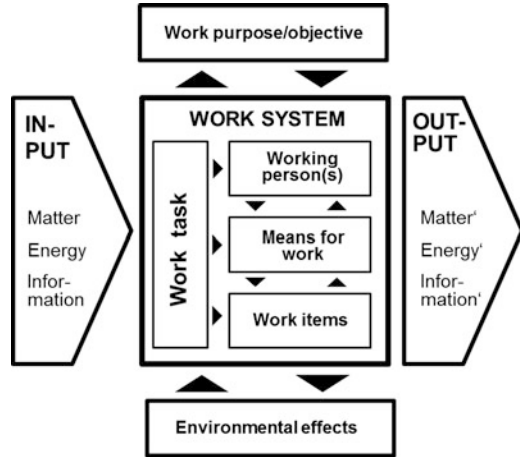 Work purpose/objective
IN-
PUT
Matter
Energy
Infor-
mation
WORK SYSTEM
Work task
Working
person(s)
Means for
work
Work items
OUT-
PUT
Matter‘
Energy‘
Infor-
mation‘
Environmental effects